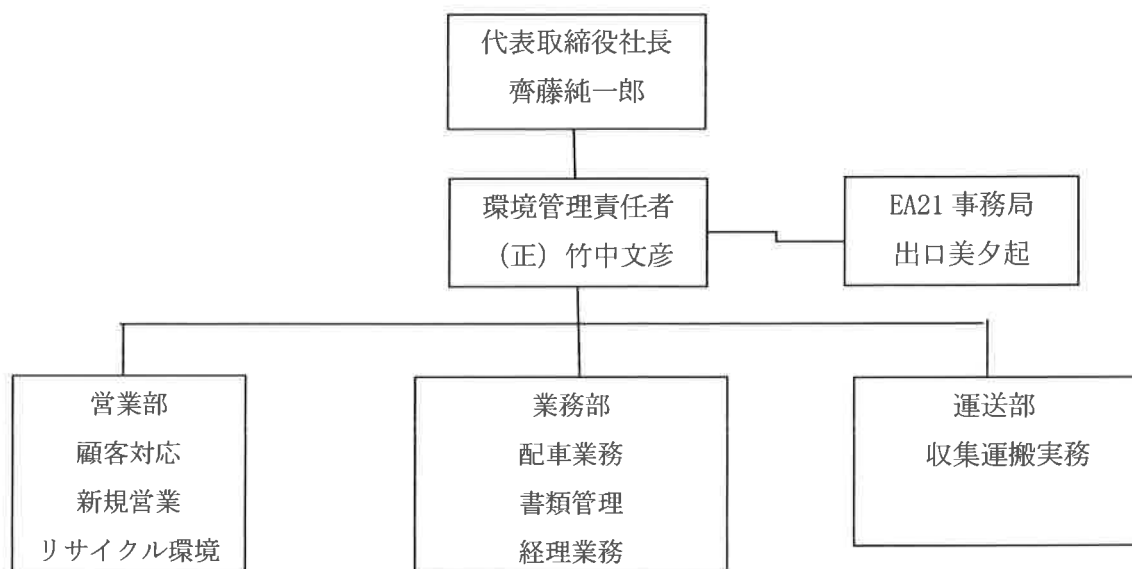 代表取締役社長
齊藤純一郎
環境管理責任者
（正）竹中文彦
EA21 事務局
出口美夕起
営業部
顧客対応
新規営業
リサイクル環境
業務部
配車業務
書類管理
経理業務
運送部
収集運搬実務